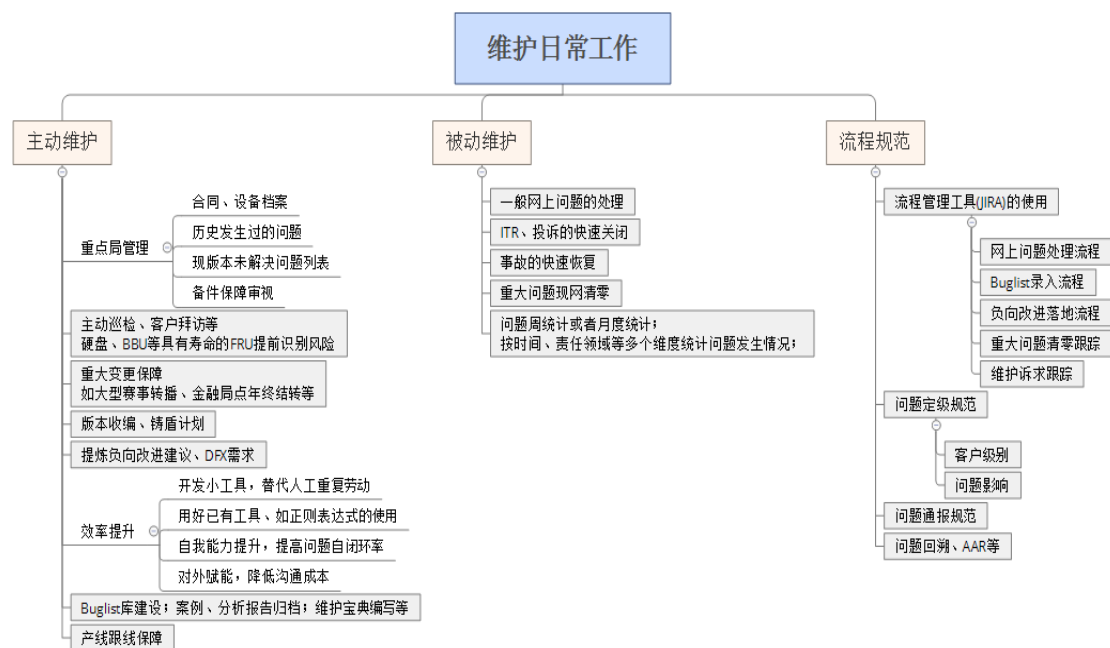 维护日常工作
主动维护
重点局管理
合同、设备档案
历史发生过的问题
现版本未解决问题列表
备件保障审视
主动巡检、客户拜访等
硬盘、BBU等具有寿命的FRU提前识别风险
重大变更保障
如大型赛事转播、金融局点年终结转等
版本收编、铸盾计划
提炼负向改进建议、DFX需求
效率提升
开发小工具，替代人工重复劳动
用好已有工具、如正则表达式的使用
自我能力提升，提高问题自闭环率
对外赋能，降低沟通成本
Buglist库建设；案例、分析报告归档；维护宝典编写等
产线跟线保障
被动维护
一般网上问题的处理
ITR、投诉的快速关闭
事故的快速恢复
重大问题现网清零
问题周统计或者月度统计；
按时间、责任领域等多个维度统计问题发生情况；
流程规范
流程管理工具(JIRA)的使用
网上问题处理流程
Buglist录入流程
负向改进落地流程
重大问题清零跟踪
维护诉求跟踪
问题定级规范
客户级别
问题影响
问题通报规范
问题回溯、AAR等